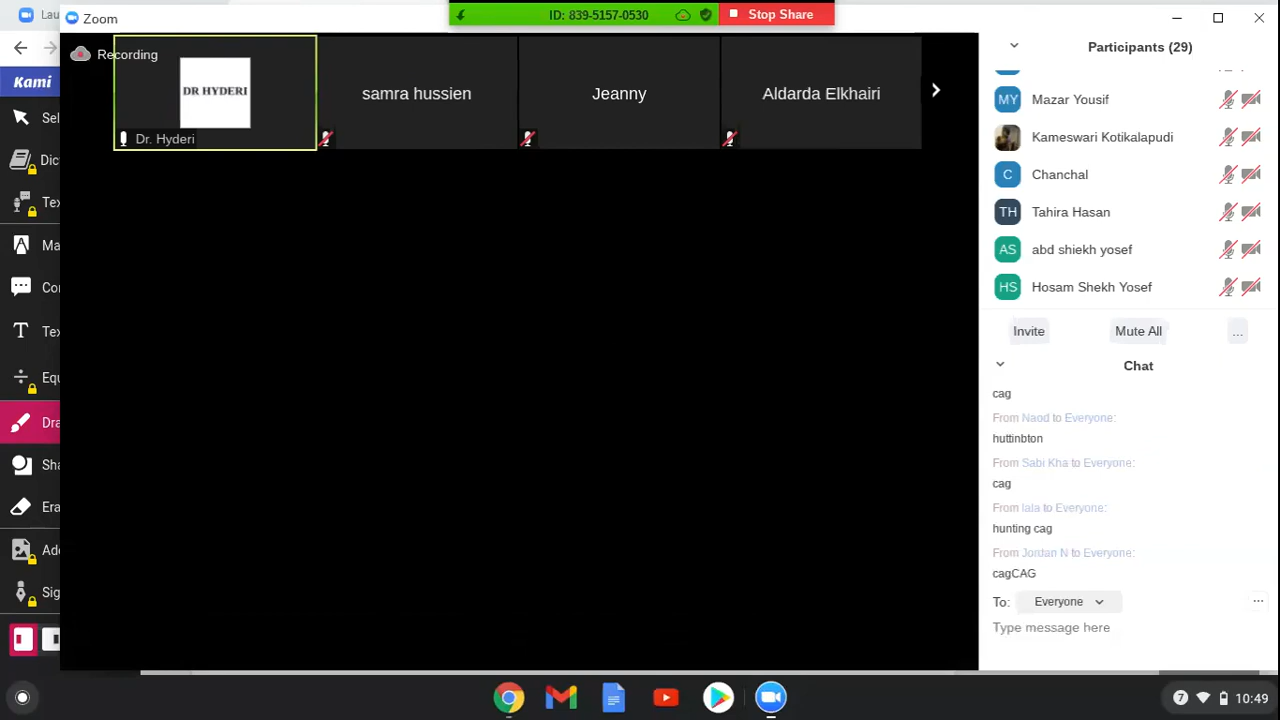 Lau
Zoom
ID: 839-5157-0530
Stop Share
Kami
Recording
DR HYDERI
Dr. Hyderi
samra hussien
Jeanny
Aldarda Elkhairi
Participants (29)
MY Mazar Yousif
Kameswari Kotikalapudi
C Chanchal
TH Tahira Hasan
AS abd shiekh yosef
HS Hosam Shekh Yosef
Invite
Mute All
...
Chat
cag
From Naod to Everyone:
huttinbton
From Sabi Kha to Everyone:
cag
From lala to Everyone:
hunting cag
From Jordan N to Everyone:
cagCAG
To: Everyone
...
Type message here
Sel
Dic
Tex
Ma
Co
Tex
Equ
Dra
Sha
Era
Ad
Sig
7
10:49